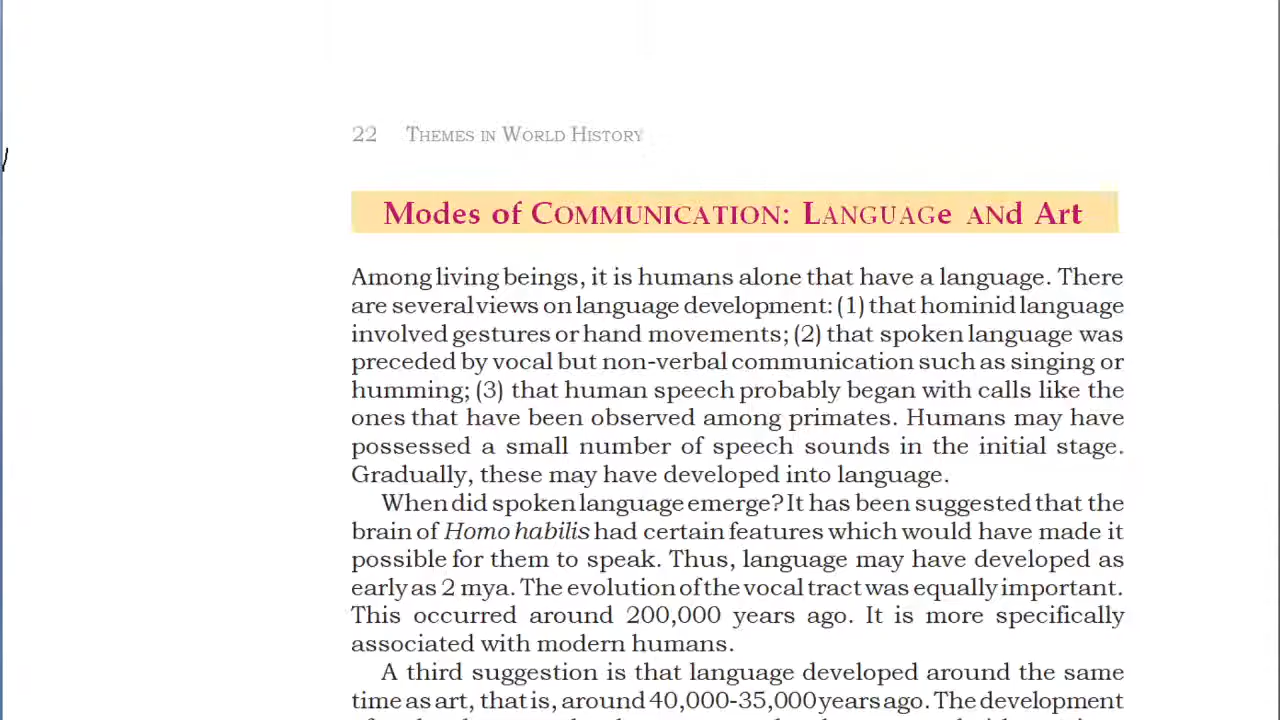 22 THEMES IN WORLD HISTORY
Modes of COMMUNICATION: LANGUAGe ANd Art
Among living beings, it is humans alone that have a language. There
are several views on language development: (1) that hominid language
involved gestures or hand movements; (2) that spoken language was
preceded by vocal but non-verbal communication such as singing or
humming; (3) that human speech probably began with calls like the
ones that have been observed among primates. Humans may have
possessed a small number of speech sounds in the initial stage.
Gradually, these may have developed into language.
When did spoken language emerge? It has been suggested that the
brain of Homo habilis had certain features which would have made it
possible for them to speak. Thus, language may have developed as
early as 2 mya. The evolution of the vocal tract was equally important.
This occurred around 200,000 years ago. It is more specifically
associated with modern humans.
A third suggestion is that language developed around the same
time as art, that is, around 40,000-35,000 years ago. The development